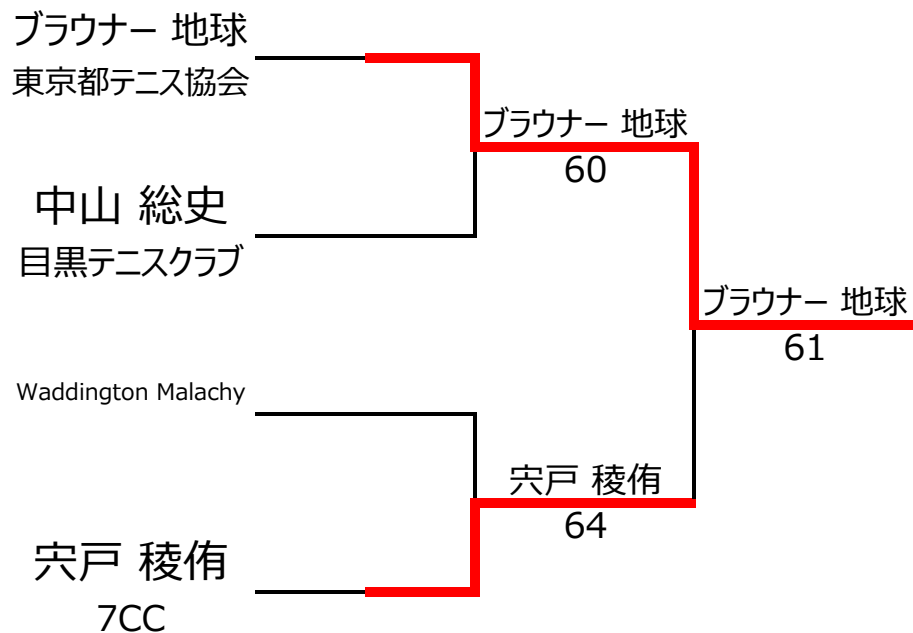 ブラウナー 地球
東京都テニス協会
ブラウナー 地球
60
中山 総史
目黒テニスクラブ
ブラウナー 地球
61
Waddington Malachy
宍戸 稜侑
64
宍戸 稜侑
7CC